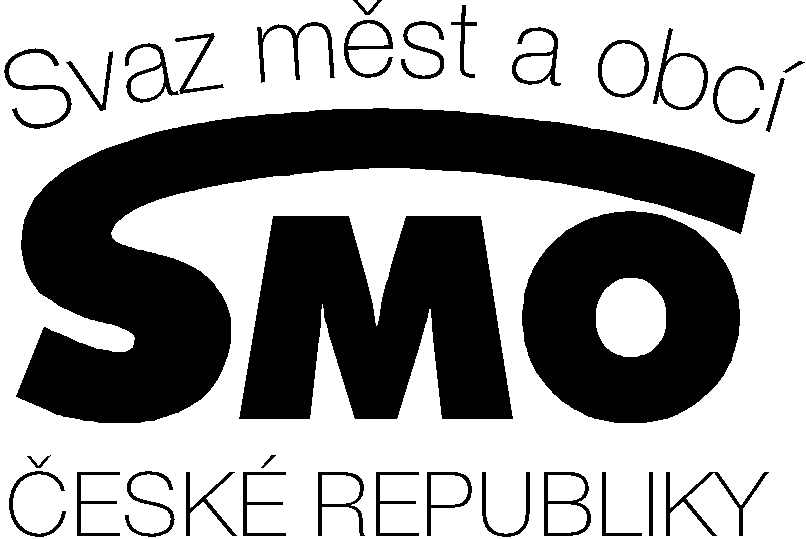 Svaz měst a obcí
SMO
ČESKÉ REPUBLIKY